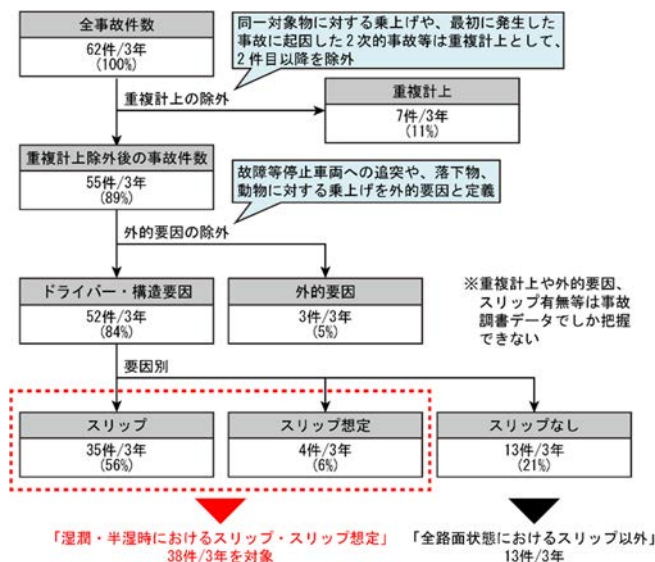 全事故件数
62件/3年
(100%)
同一対象物に対する乗上げや、最初に発生した
事故に起因した2次的事故等は重複計上として、
2件目以降を除外
重複計上の除外
重複計上
7件/3年
(11%)
重複計上除外後の事故件数
55件/3年
(89%)
故障等停止車両への追突や、落下物、
動物に対する乗上げを外的要因と定義
外的要因の除外
ドライバー・構造要因
52件/3年
(84%)
外的要因
3件/3年
(5%)
※重複計上や外的要因、
スリップ有無等は事故
調書データでしか把握
できない
要因別
スリップ
35件/3年
(56%)
スリップ想定
4件/3年
(6%)
スリップなし
13件/3年
(21%)
「湿潤・半湿時におけるスリップ・スリップ想定」
38件/3年を対象
「全路面状態におけるスリップ以外」
13件/3年